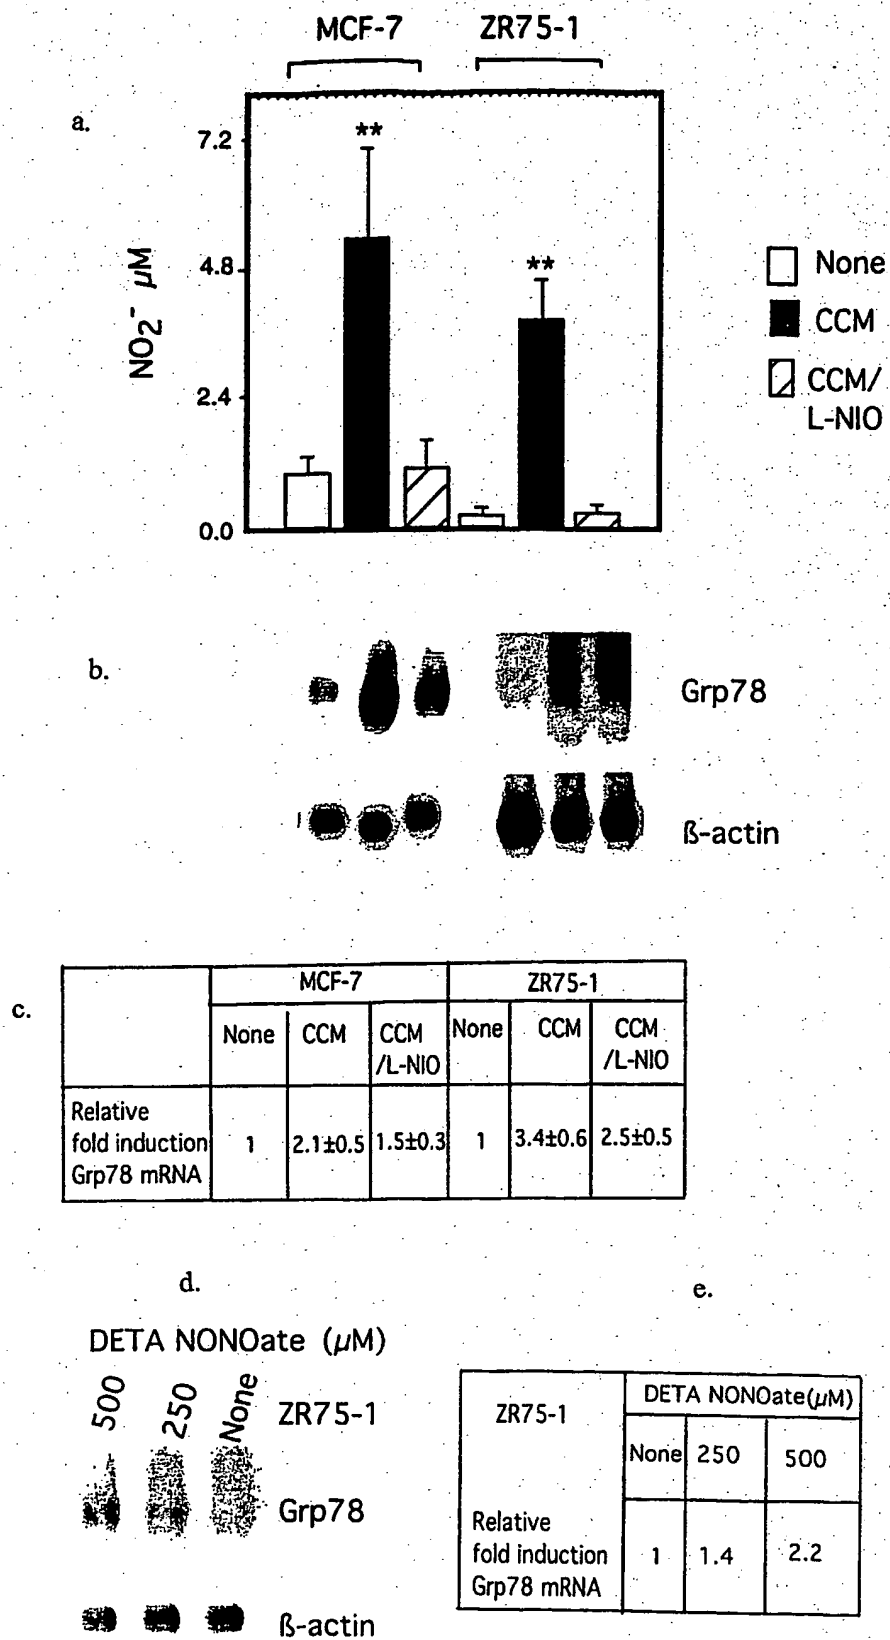 MCF-7 ZR75-1
a.
** **
7.2
4.8
2.4
0.0
NO2⁻ μM
None
CCM
CCM/
L-NIO
b.
Grp78
ß-actin
c.
MCF-7 ZR75-1
None CCM CCM /L-NIO None CCM CCM /L-NIO
Relative
fold induction 1 2.1±0.5 1.5±0.3 1 3.4±0.6 2.5±0.5
Grp78 mRNA
d.
DETA NONOate (μM)
500 250 None ZR75-1
Grp78
ß-actin
e.
ZR75-1 DETA NONOate(μM)
None 250 500
Relative
fold induction 1 1.4 2.2
Grp78 mRNA